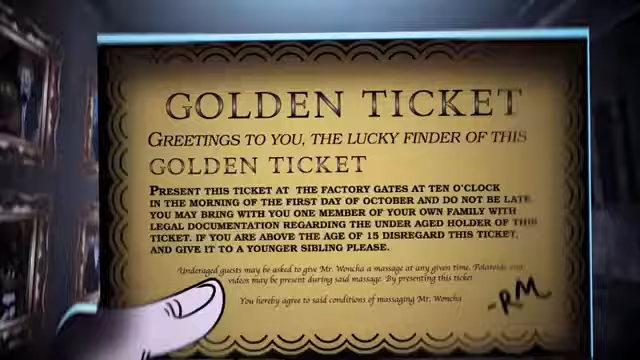 GOLDEN TICKET
GREETINGS TO YOU, THE LUCKY FINDER OF THIS
GOLDEN TICKET
PRESENT THIS TICKET AT THE FACTORY GATES AT TEN O'CLOCK
IN THE MORNING OF THE FIRST DAY OF OCTOBER AND DO NOT BE LATE.
YOU MAY BRING WITH YOU ONE MEMBER OF YOUR OWN FAMILY WITH
LEGAL DOCUMENTATION REGARDING THE UNDER AGED HOLDER OF THIS
TICKET. IF YOU ARE ABOVE THE AGE OF 15 DISREGARD THIS TICKET,
AND GIVE IT TO A YOUNGER SIBLING PLEASE.
Underaged guests may be asked to give Mr. Woncha a massage at any given time. Polaroids and
videos may be present during said massage. By presenting this ticket
You hereby agree to said conditions of massaging Mr. Woncha
-RM